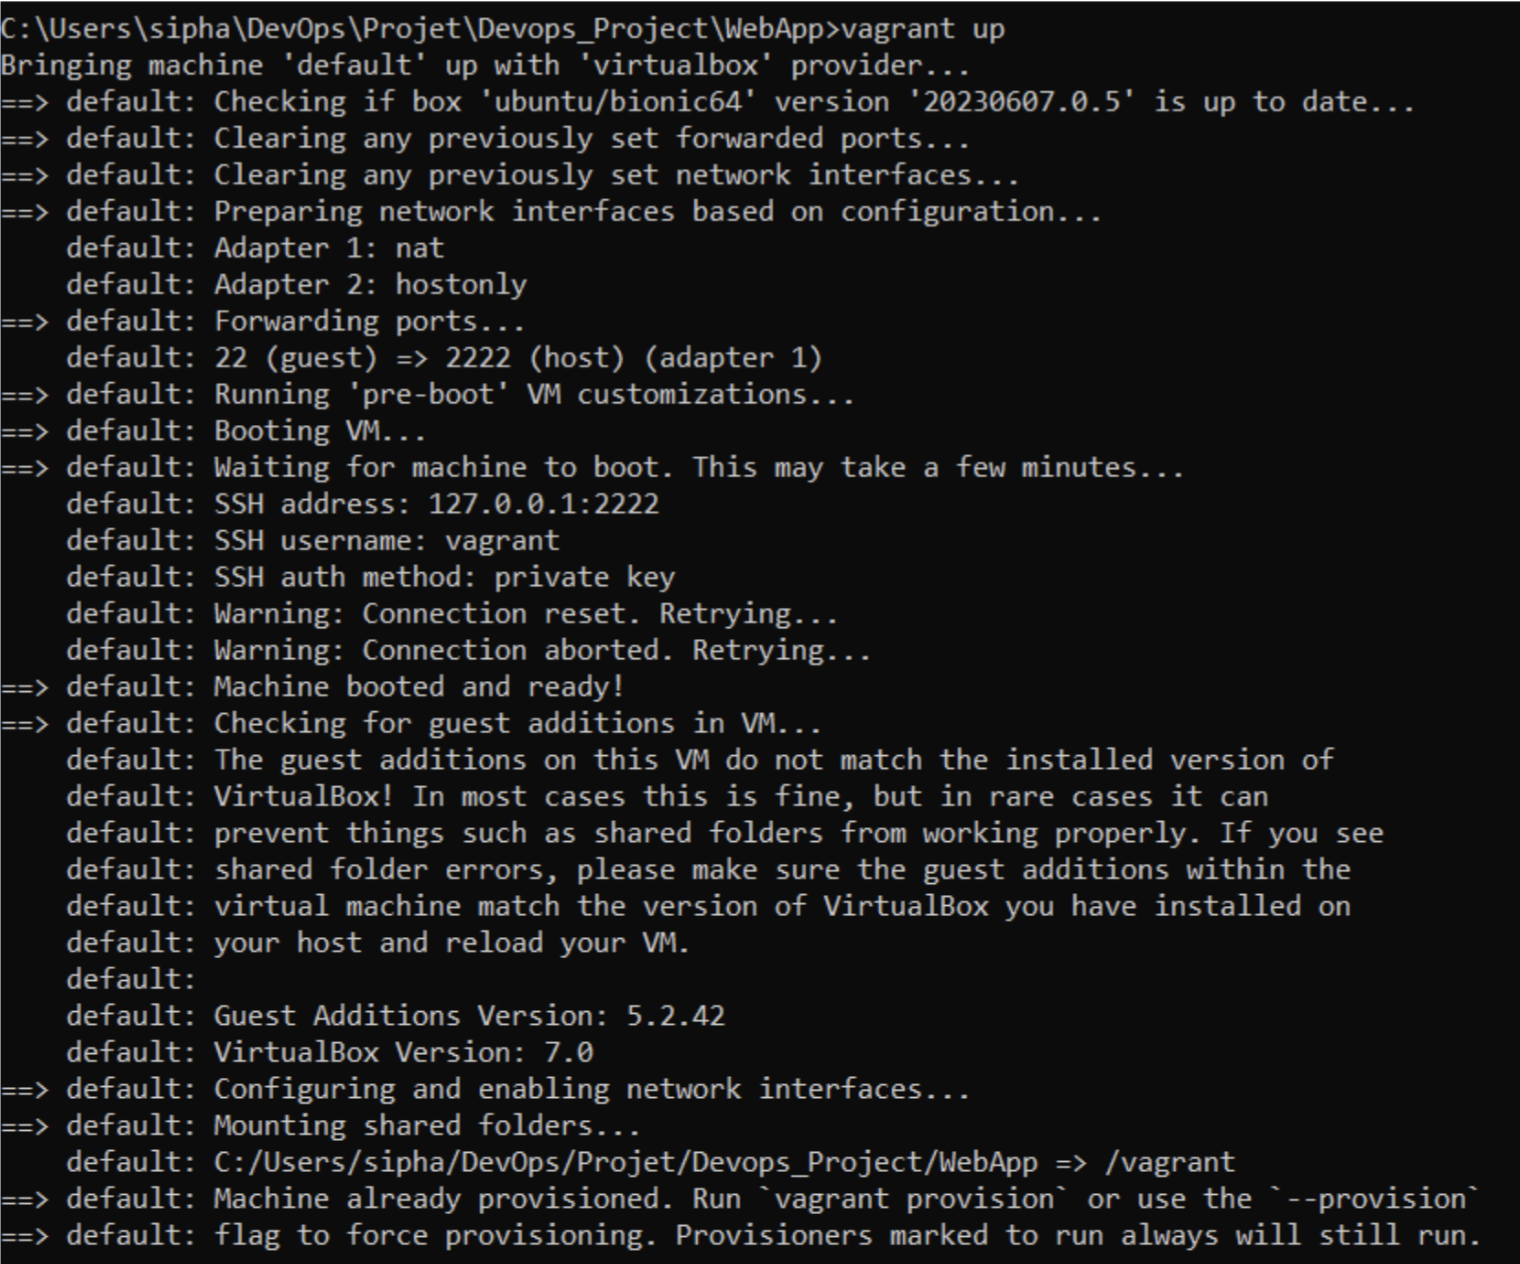 C:\Users\sipha\DevOps\Projet\Devops_Project\WebApp>vagrant up
Bringing machine 'default' up with 'virtualbox' provider...
==> default: Checking if box 'ubuntu/bionic64' version '20230607.0.5' is up to date...
==> default: Clearing any previously set forwarded ports...
==> default: Clearing any previously set network interfaces...
==> default: Preparing network interfaces based on configuration...
    default: Adapter 1: nat
    default: Adapter 2: hostonly
==> default: Forwarding ports...
    default: 22 (guest) => 2222 (host) (adapter 1)
==> default: Running 'pre-boot' VM customizations...
==> default: Booting VM...
==> default: Waiting for machine to boot. This may take a few minutes...
    default: SSH address: 127.0.0.1:2222
    default: SSH username: vagrant
    default: SSH auth method: private key
    default: Warning: Connection reset. Retrying...
    default: Warning: Connection aborted. Retrying...
==> default: Machine booted and ready!
==> default: Checking for guest additions in VM...
    default: The guest additions on this VM do not match the installed version of
    default: VirtualBox! In most cases this is fine, but in rare cases it can
    default: prevent things such as shared folders from working properly. If you see
    default: shared folder errors, please make sure the guest additions within the
    default: virtual machine match the version of VirtualBox you have installed on
    default: your host and reload your VM.
    default:
    default: Guest Additions Version: 5.2.42
    default: VirtualBox Version: 7.0
==> default: Configuring and enabling network interfaces...
==> default: Mounting shared folders...
    default: C:/Users/sipha/DevOps/Projet/Devops_Project/WebApp => /vagrant
==> default: Machine already provisioned. Run `vagrant provision` or use the `--provision`
==> default: flag to force provisioning. Provisioners marked to run always will still run.